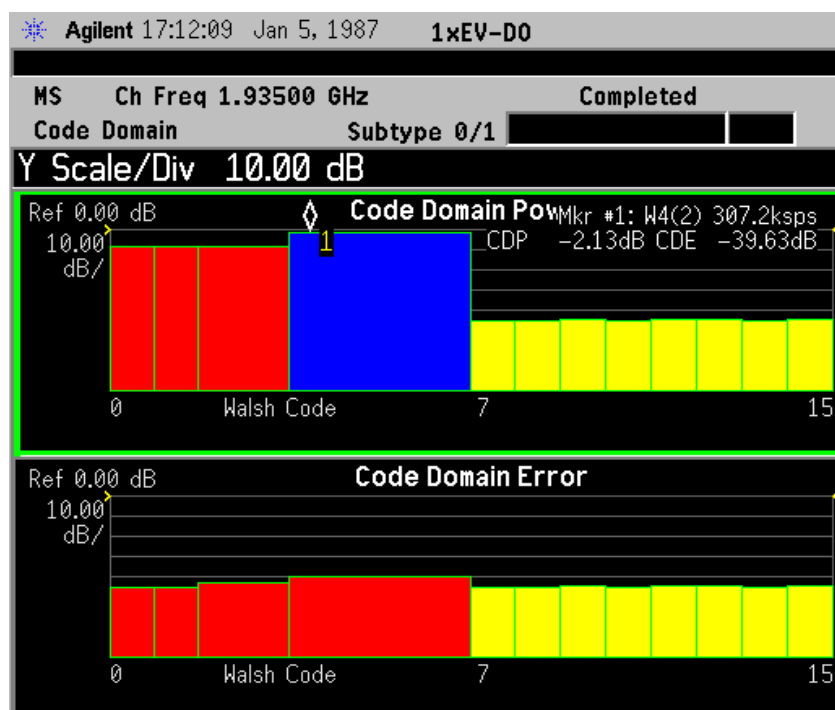 Agilent 17:12:09 Jan 5, 1987 1xEV-DO
MS Ch Freq 1.93500 GHz Completed
Code Domain Subtype 0/1
Y Scale/Div 10.00 dB
Ref 0.00 dB Code Domain Pow Mkr #1: W4(2) 307.2ksps
10.00 1 CDP -2.13dB CDE -39.63dB
dB/
0 Walsh Code 7 15
Ref 0.00 dB Code Domain Error
10.00
dB/
0 Walsh Code 7 15